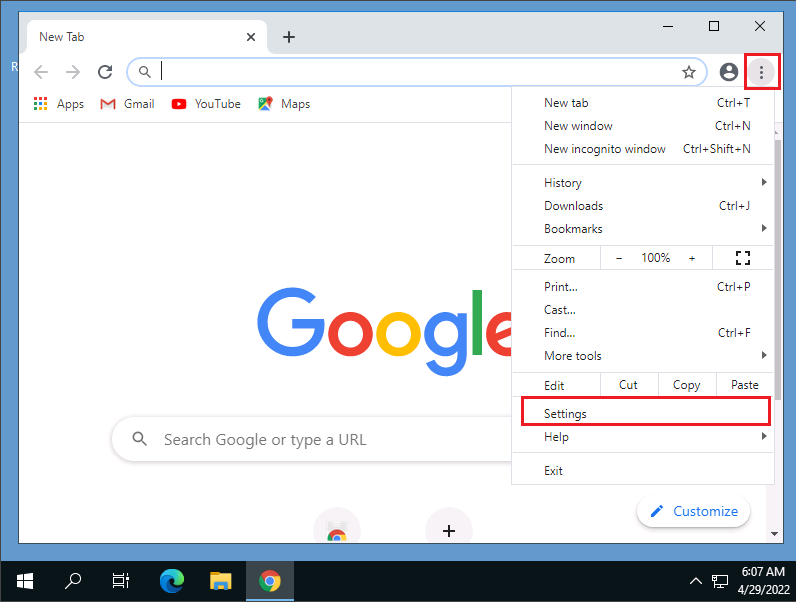 New Tab
R
Apps
Gmail
YouTube
Maps
New tab Ctrl+T
New window Ctrl+N
New incognito window Ctrl+Shift+N
History
Downloads Ctrl+J
Bookmarks
Zoom − 100% +
Print... Ctrl+P
Cast...
Find... Ctrl+F
More tools
Edit Cut Copy Paste
Settings
Help
Exit
Google
Search Google or type a URL
Customize
6:07 AM
4/29/2022